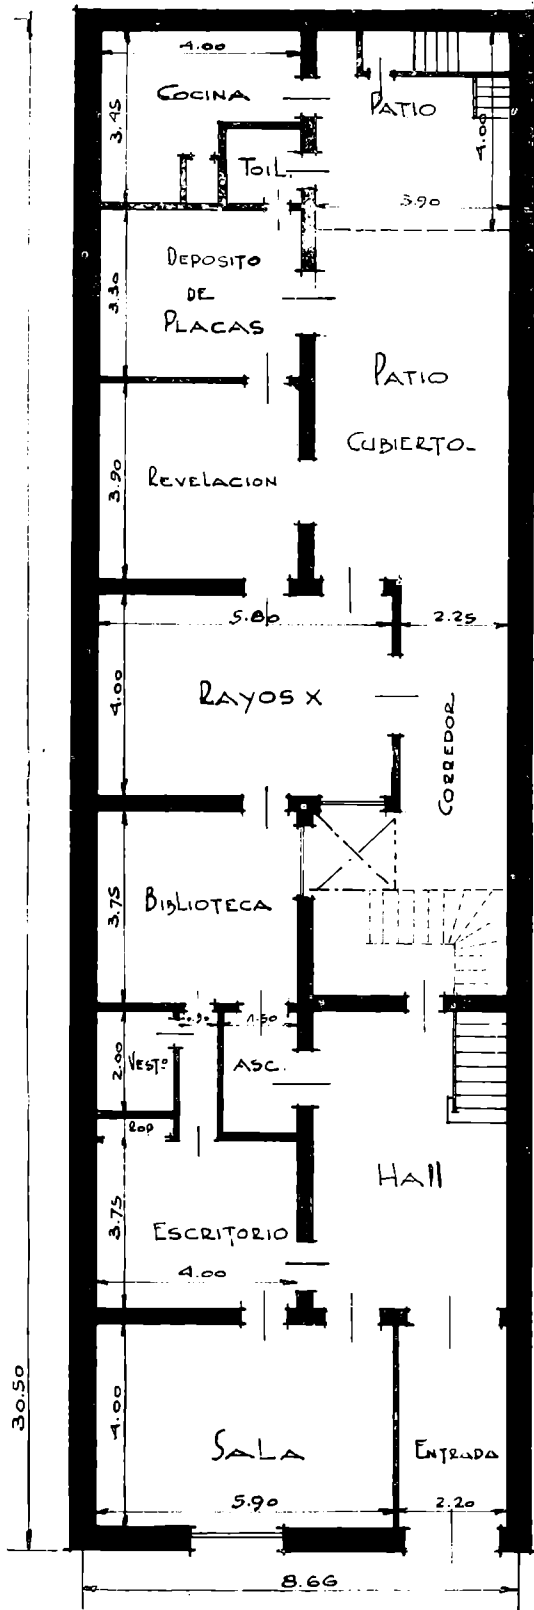 4.00
COCINA
PATIO
3.45
4.00
TOIL.
3.90
DEPOSITO
DE
PLACAS
3.30
PATIO
CUBIERTO
REVELACION
3.90
5.80
2.25
RAYOS X
4.00
CORREDOR
BIBLIOTECA
3.75
1.50
VEST.º
ASC.
2.00
ROP
HALL
ESCRITORIO
3.75
4.00
30.50
SALA
ENTRADA
4.00
5.90
2.20
8.66